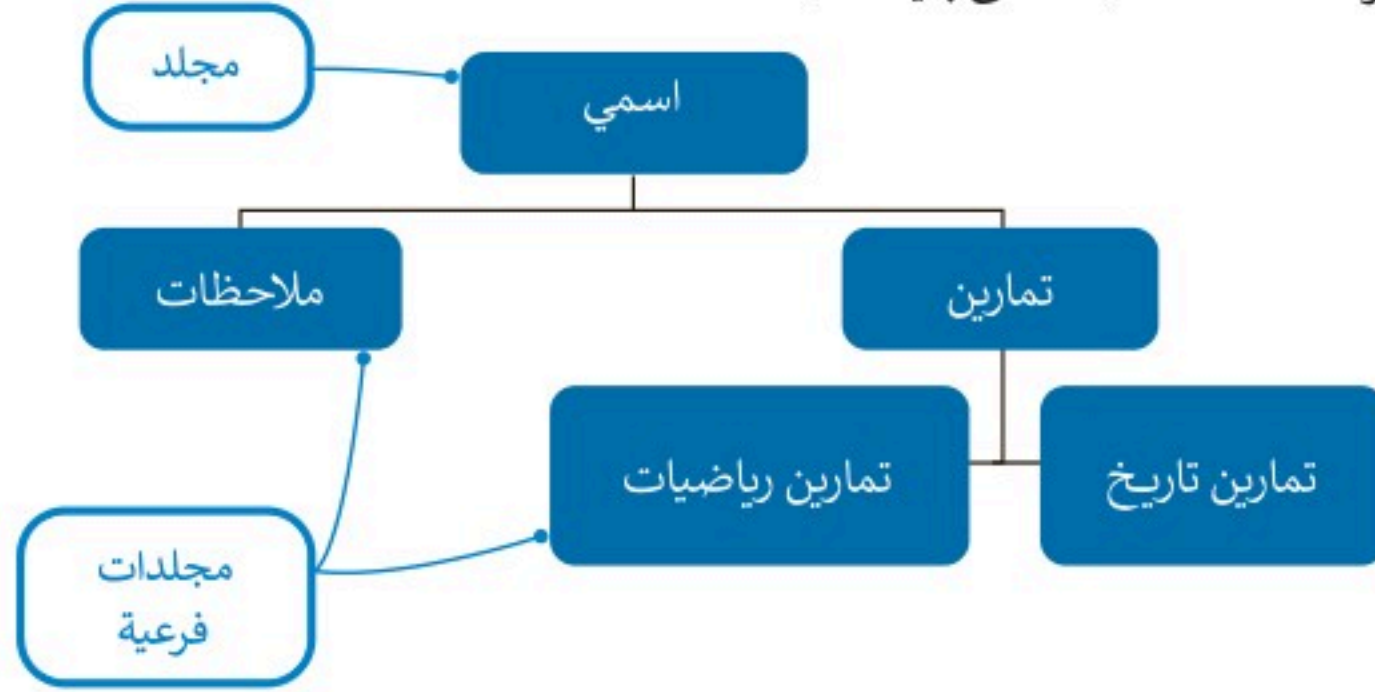 مجلد
اسمي
تمارين
ملاحظات
تمارين تاريخ
تمارين رياضيات
مجلدات
فرعية